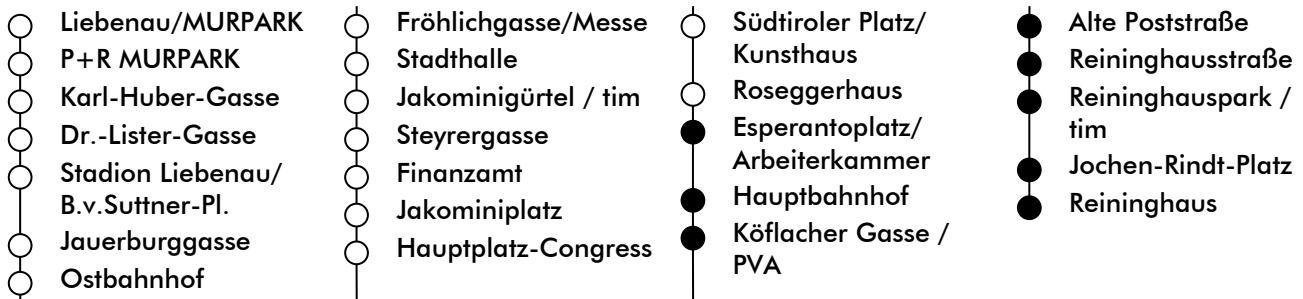 Liebenau/MURPARK
P+R MURPARK
Karl-Huber-Gasse
Dr.-Lister-Gasse
Stadion Liebenau/
B.v.Suttner-Pl.
Jauerburggasse
Ostbahnhof
Fröhlichgasse/Messe
Stadthalle
Jakominigürtel / tim
Steyrergasse
Finanzamt
Jakominiplatz
Hauptplatz-Congress
Südtiroler Platz/
Kunsthaus
Roseggerhaus
Esperantoplatz/
Arbeiterkammer
Hauptbahnhof
Köflacher Gasse /
PVA
Alte Poststraße
Reininghausstraße
Reininghauspark /
tim
Jochen-Rindt-Platz
Reininghaus